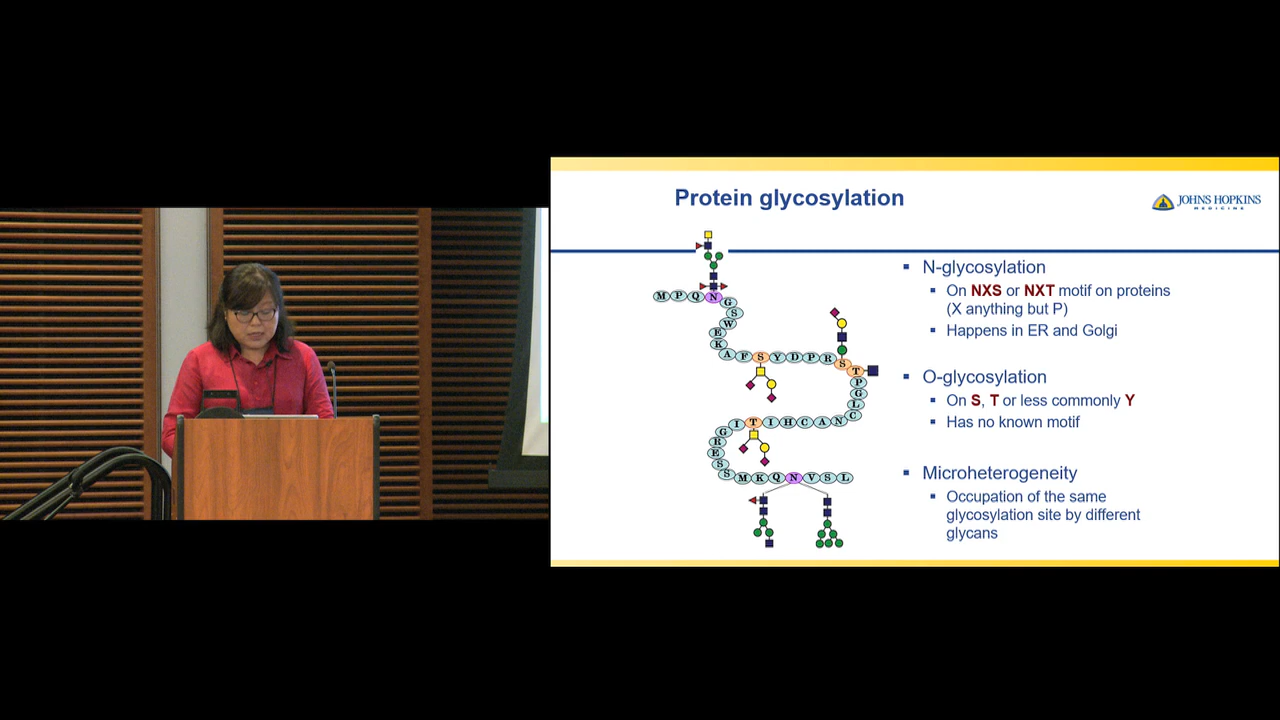 Protein glycosylation
JOHNS HOPKINS
MEDICINE
N-glycosylation
On NXS or NXT motif on proteins
(X anything but P)
Happens in ER and Golgi
O-glycosylation
On S, T or less commonly Y
Has no known motif
Microheterogeneity
Occupation of the same
glycosylation site by different
glycans
M P Q N G S W E K A F S Y D P R S T P G L C N A C H I T I G R E S S M K Q N V S L